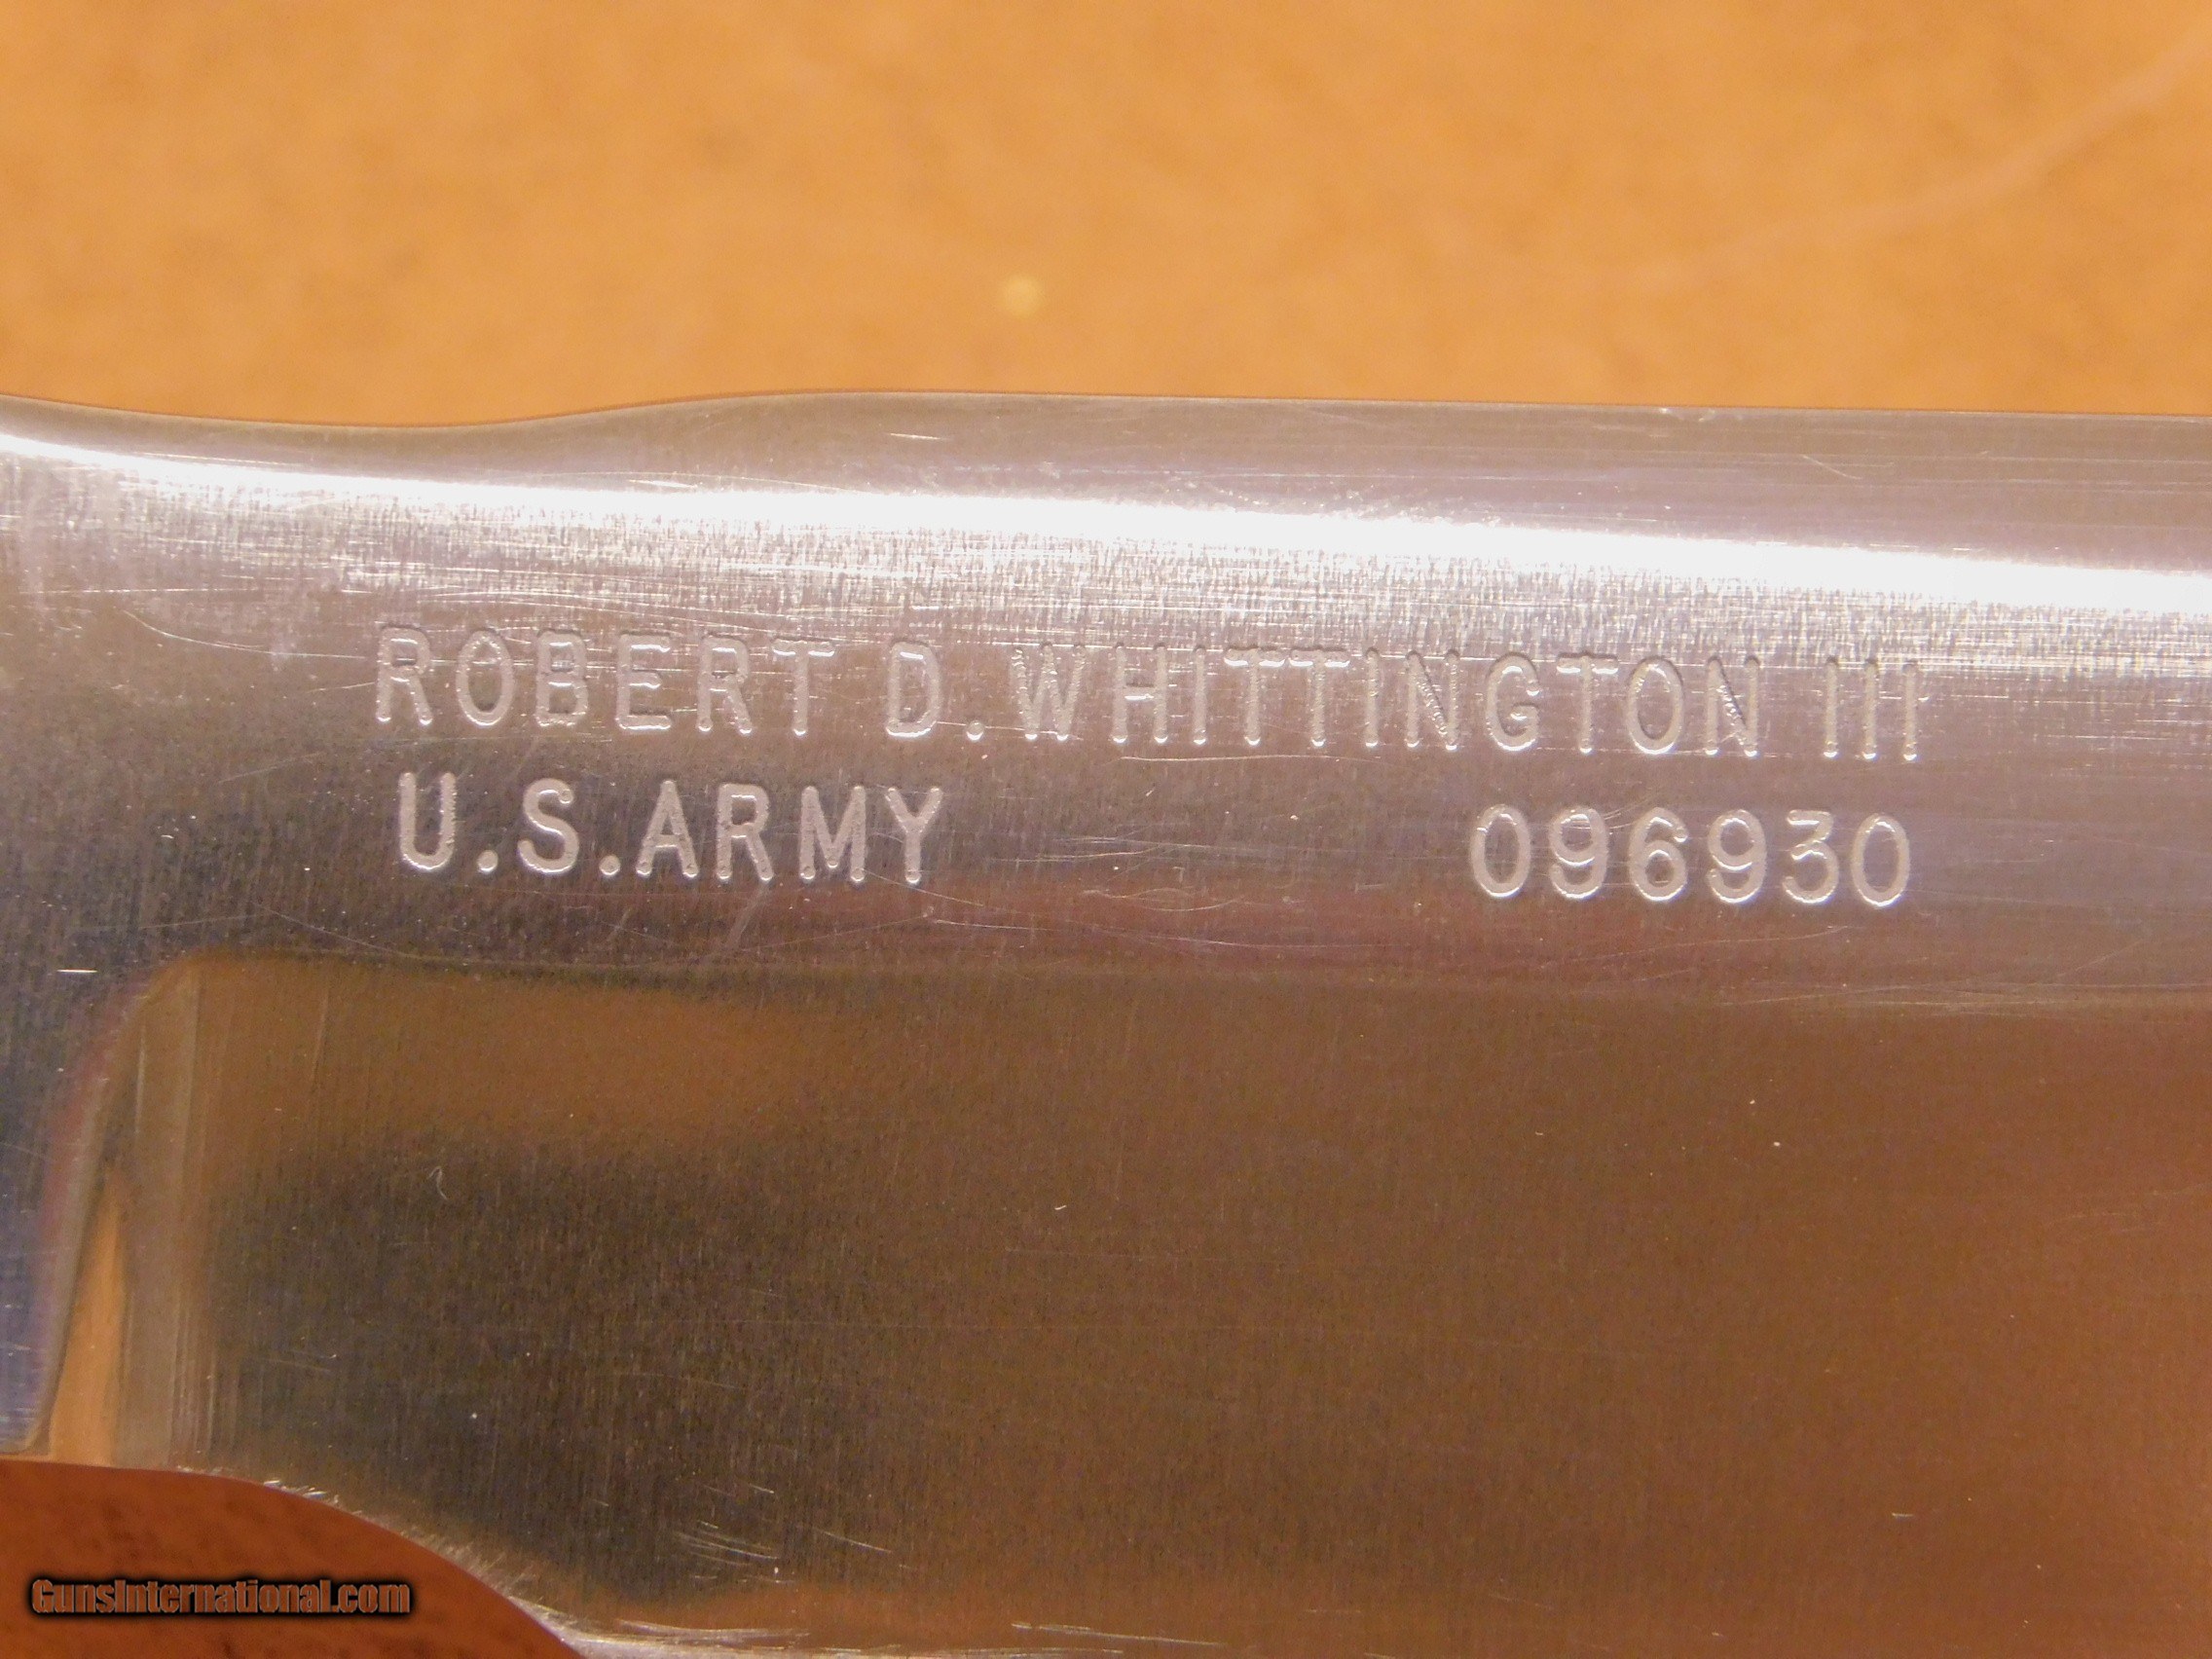 ROBERT D. WHITTINGTON III
U.S. ARMY 096930
GunsInternational.com